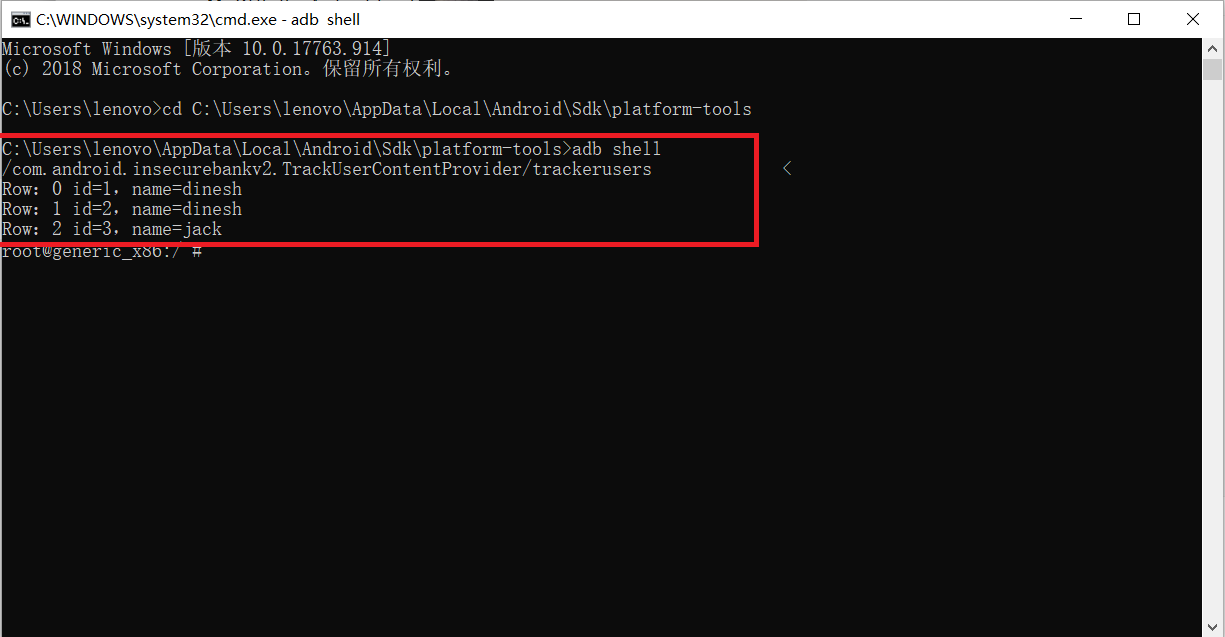 C:\WINDOWS\system32\cmd.exe - adb shell
Microsoft Windows [版本 10.0.17763.914]
(c) 2018 Microsoft Corporation。保留所有权利。
C:\Users\lenovo>cd C:\Users\lenovo\AppData\Local\Android\Sdk\platform-tools
C:\Users\lenovo\AppData\Local\Android\Sdk\platform-tools>adb shell
/com.android.insecurebankv2.TrackUserContentProvider/trackerusers <
Row: 0 id=1, name=dinesh
Row: 1 id=2, name=dinesh
Row: 2 id=3, name=jack
root@generic_x86:/ #